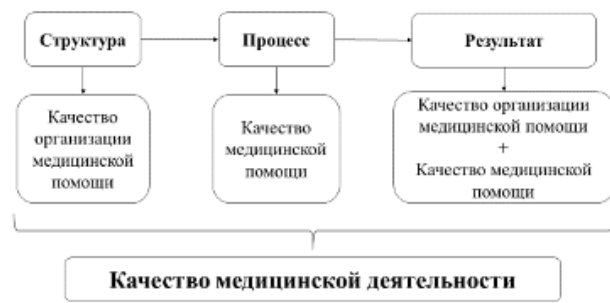 Структура
Процесс
Результат
Качество
организации
медицинской
помощи
Качество
медицинской
помощи
Качество организации
медицинской помощи
+
Качество медицинской
помощи
Качество медицинской деятельности